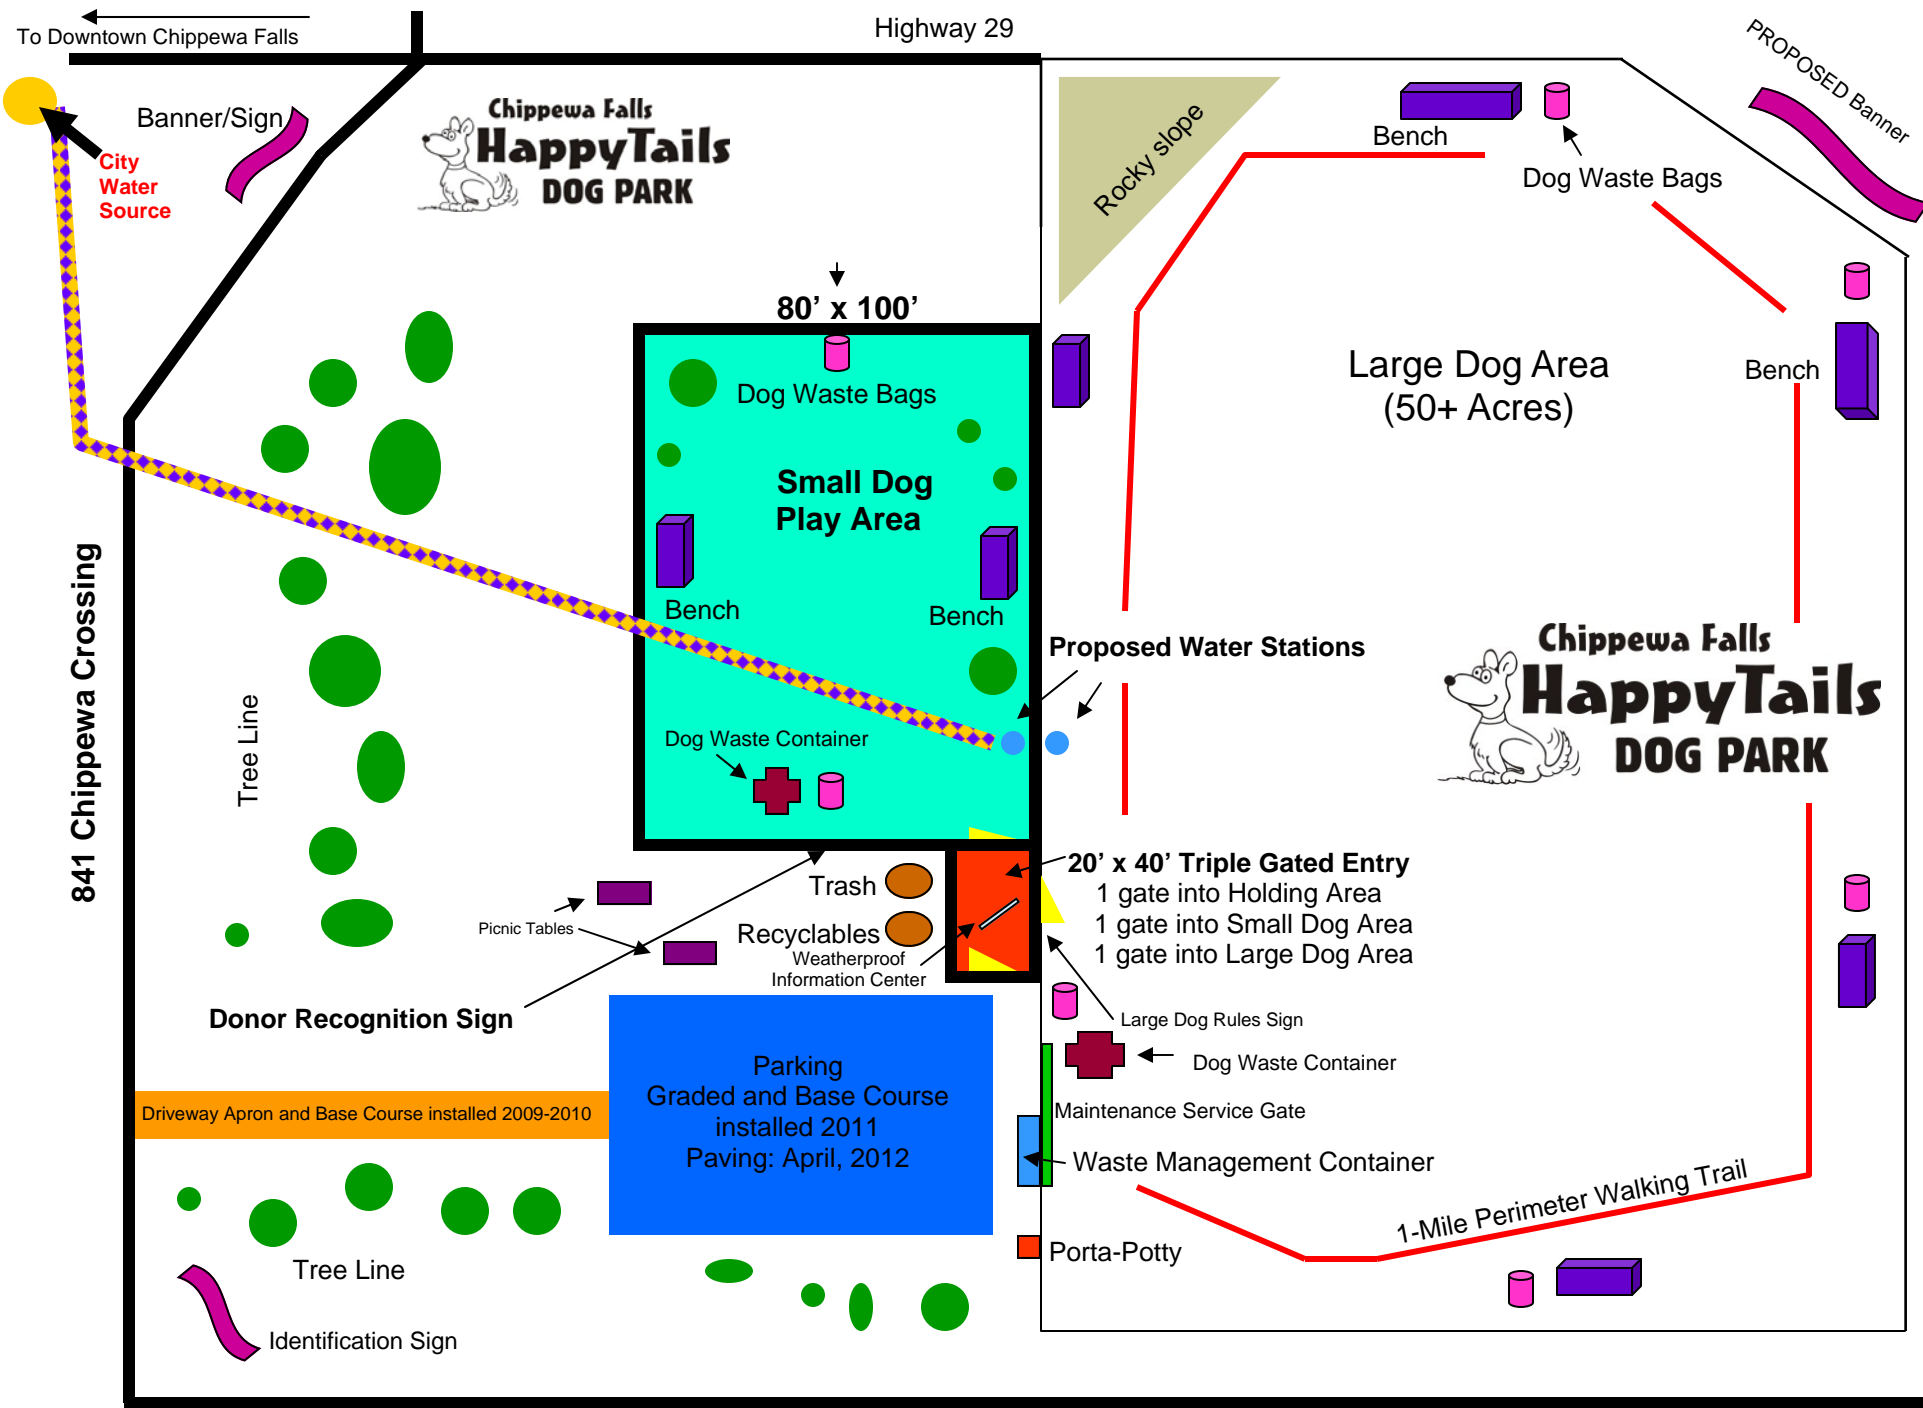 To Downtown Chippewa Falls
Highway 29
PROPOSED Banner
Banner/Sign
City
Water
Source
Chippewa Falls
HappyTails
DOG PARK
Rocky slope
Bench
Dog Waste Bags
80’ x 100’
Dog Waste Bags
Large Dog Area
(50+ Acres)
Bench
Small Dog
Play Area
Bench
Bench
841 Chippewa Crossing
Tree Line
Proposed Water Stations
Chippewa Falls
HappyTails
DOG PARK
Dog Waste Container
20’ x 40’ Triple Gated Entry
1 gate into Holding Area
1 gate into Small Dog Area
1 gate into Large Dog Area
Trash
Picnic Tables
Recyclables
Weatherproof
Information Center
Donor Recognition Sign
Large Dog Rules Sign
Dog Waste Container
Parking
Graded and Base Course
installed 2011
Paving: April, 2012
Driveway Apron and Base Course installed 2009-2010
Maintenance Service Gate
Waste Management Container
1-Mile Perimeter Walking Trail
Porta-Potty
Tree Line
Identification Sign